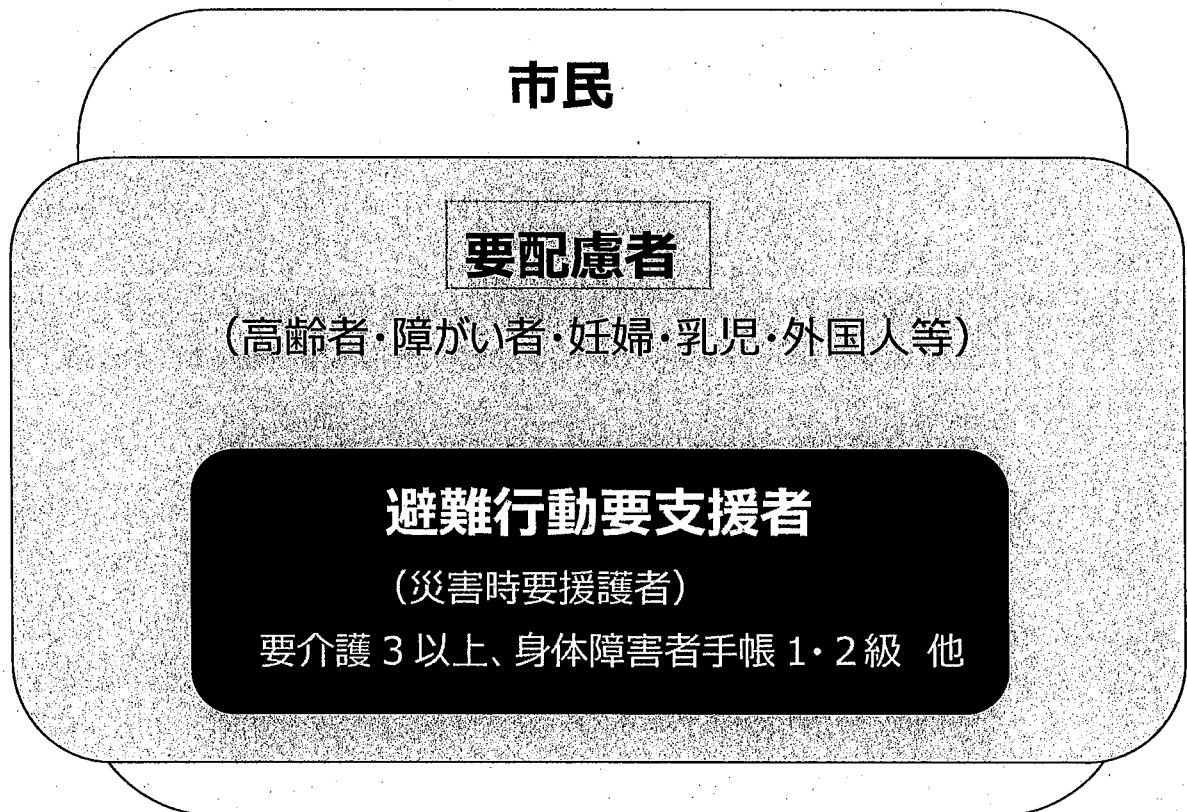 市民
要配慮者
（高齢者・障がい者・妊婦・乳児・外国人等）
避難行動要支援者
（災害時要援護者）
要介護３以上、身体障害者手帳１・２級 他